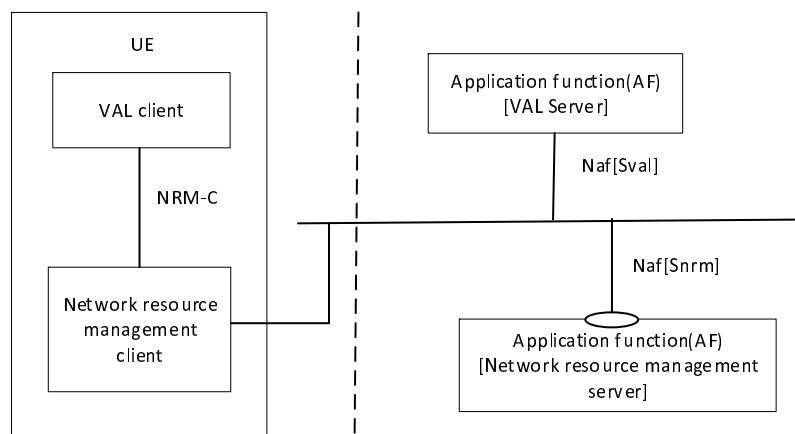 UE
VAL client
NRM-C
Network resource
management
client
Application function(AF)
[VAL Server]
Naf[Sval]
Naf[Snrm]
Application function(AF)
[Network resource management
server]